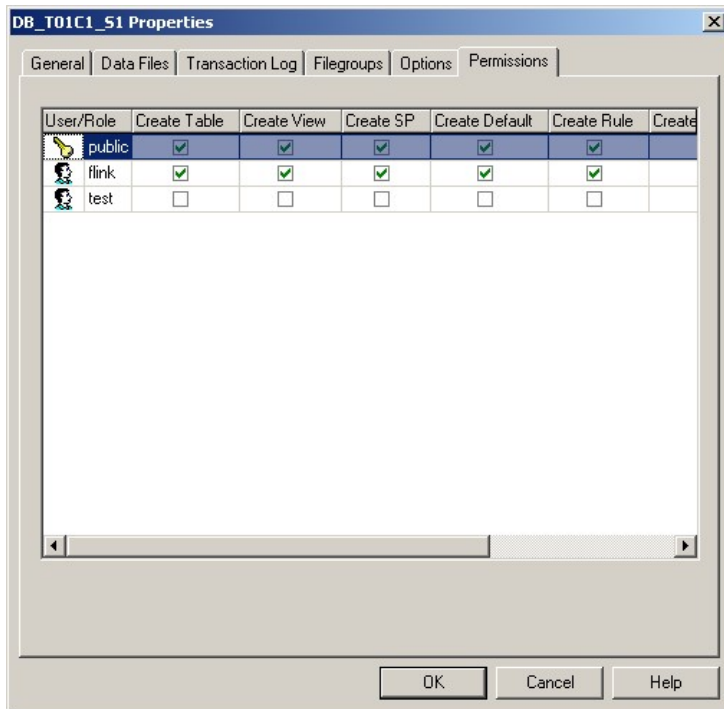 DB_T01C1_S1 Properties
General Data Files Transaction Log Filegroups Options Permissions
User/Role Create Table Create View Create SP Create Default Create Rule Create
public
flink
test
OK Cancel Help